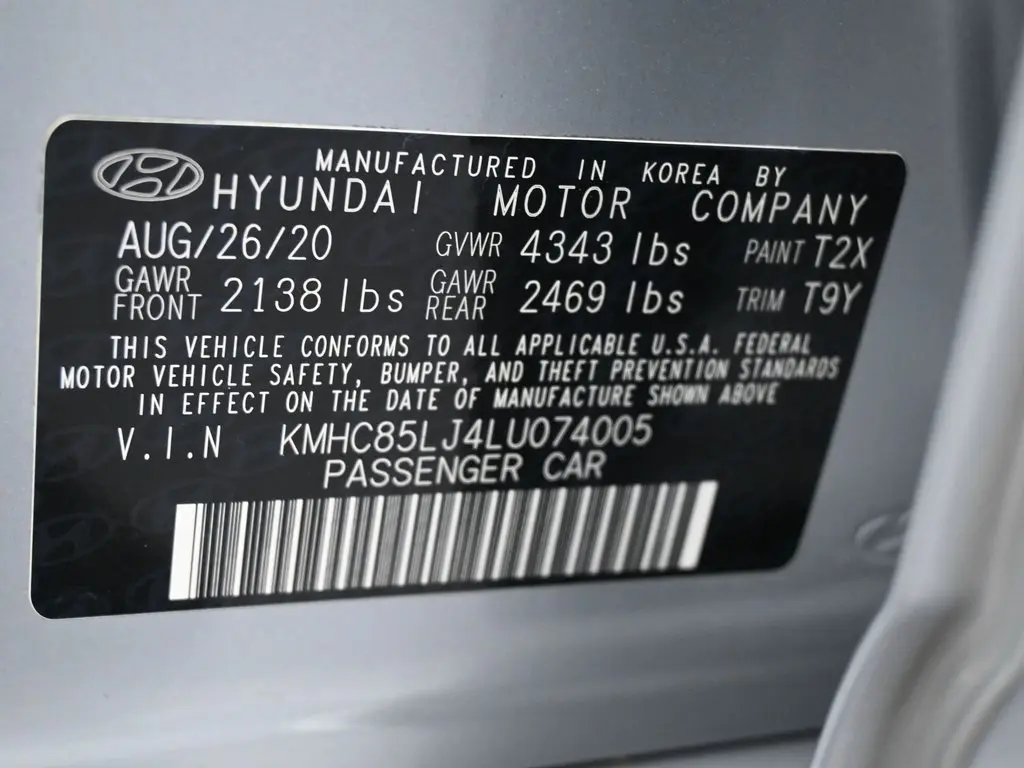 MANUFACTURED IN KOREA BY
HYUNDAI MOTOR COMPANY
AUG/26/20 GVWR 4343 lbs PAINT T2X
GAWR FRONT 2138 lbs GAWR REAR 2469 lbs TRIM T9Y
THIS VEHICLE CONFORMS TO ALL APPLICABLE U.S.A. FEDERAL
MOTOR VEHICLE SAFETY, BUMPER, AND THEFT PREVENTION STANDARDS
IN EFFECT ON THE DATE OF MANUFACTURE SHOWN ABOVE
V.I.N KMHC85LJ4LU074005
PASSENGER CAR